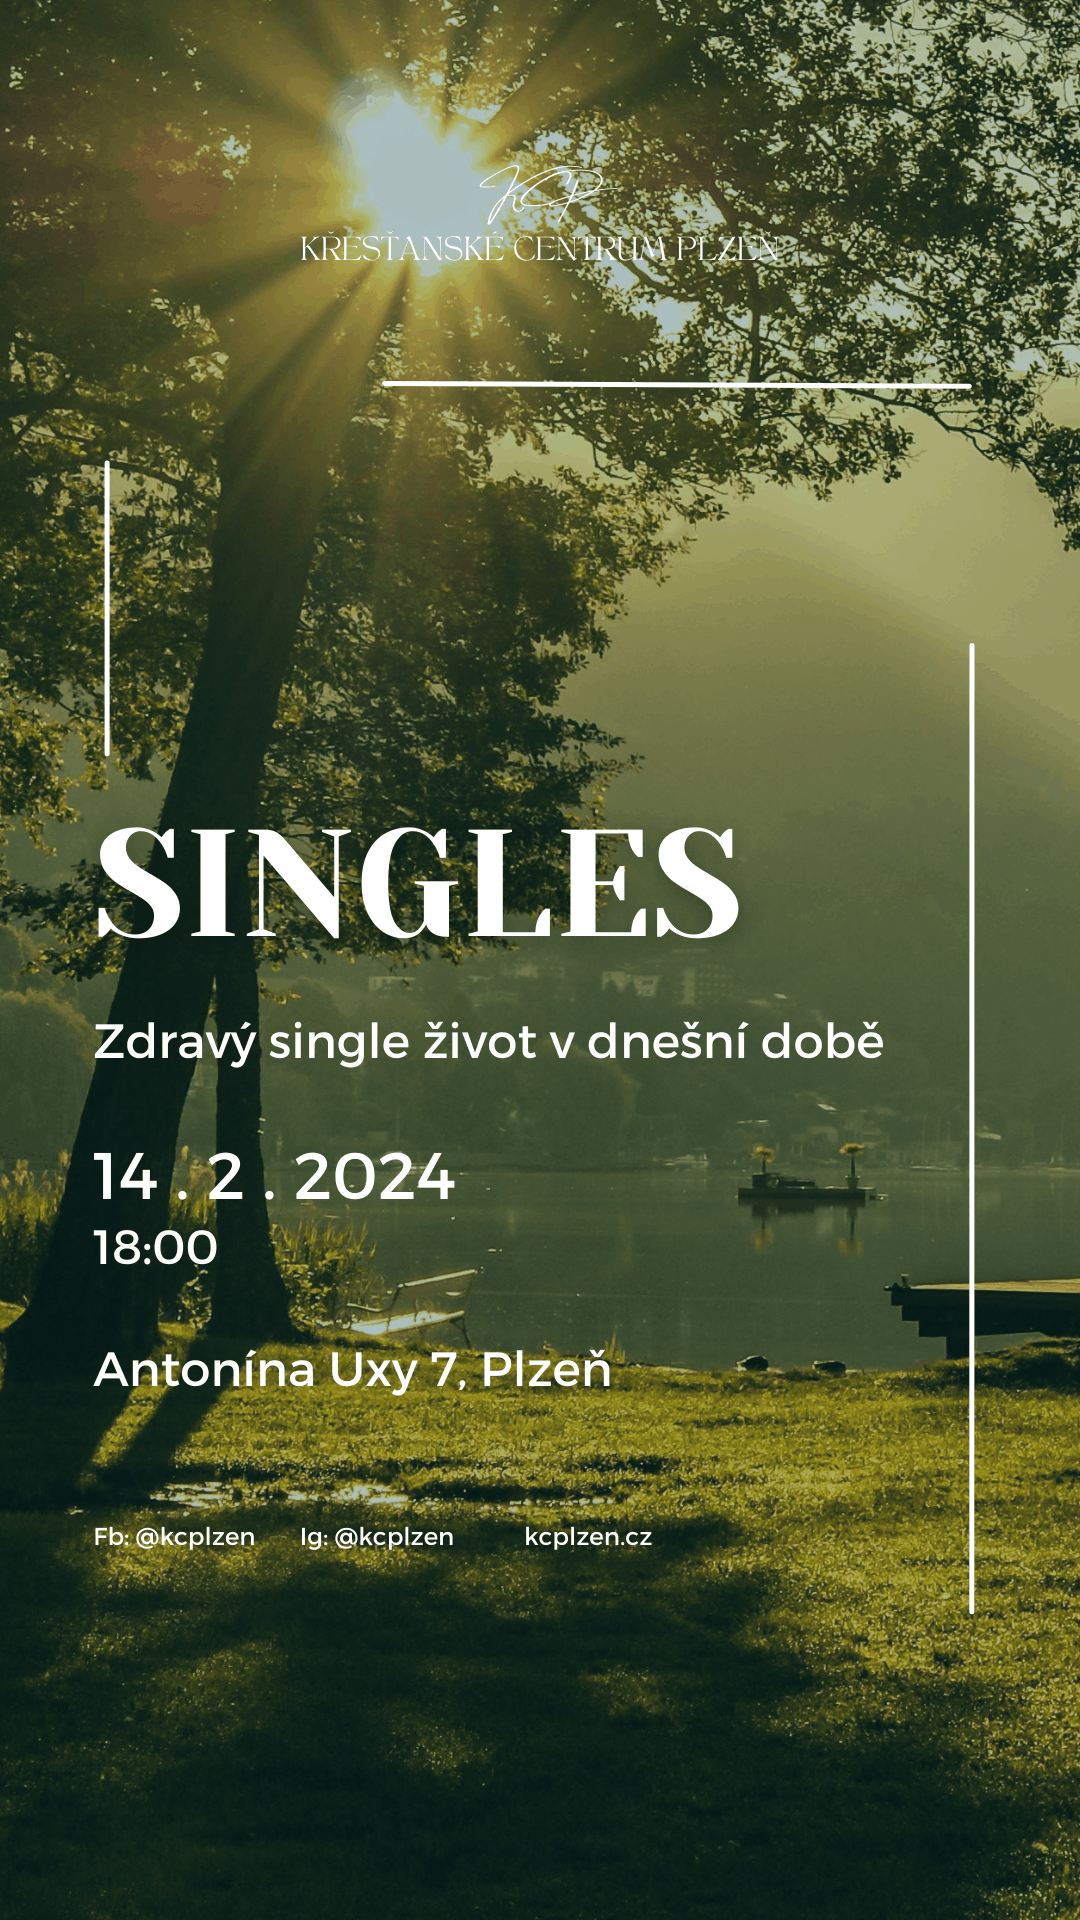 KCP
KŘESŤANSKÉ CENTRUM PLZEŇ
SINGLES
Zdravý single život v dnešní době
14 . 2 . 2024
18:00
Antonína Uxy 7, Plzeň
Fb: @kcplzen Ig: @kcplzen kcplzen.cz